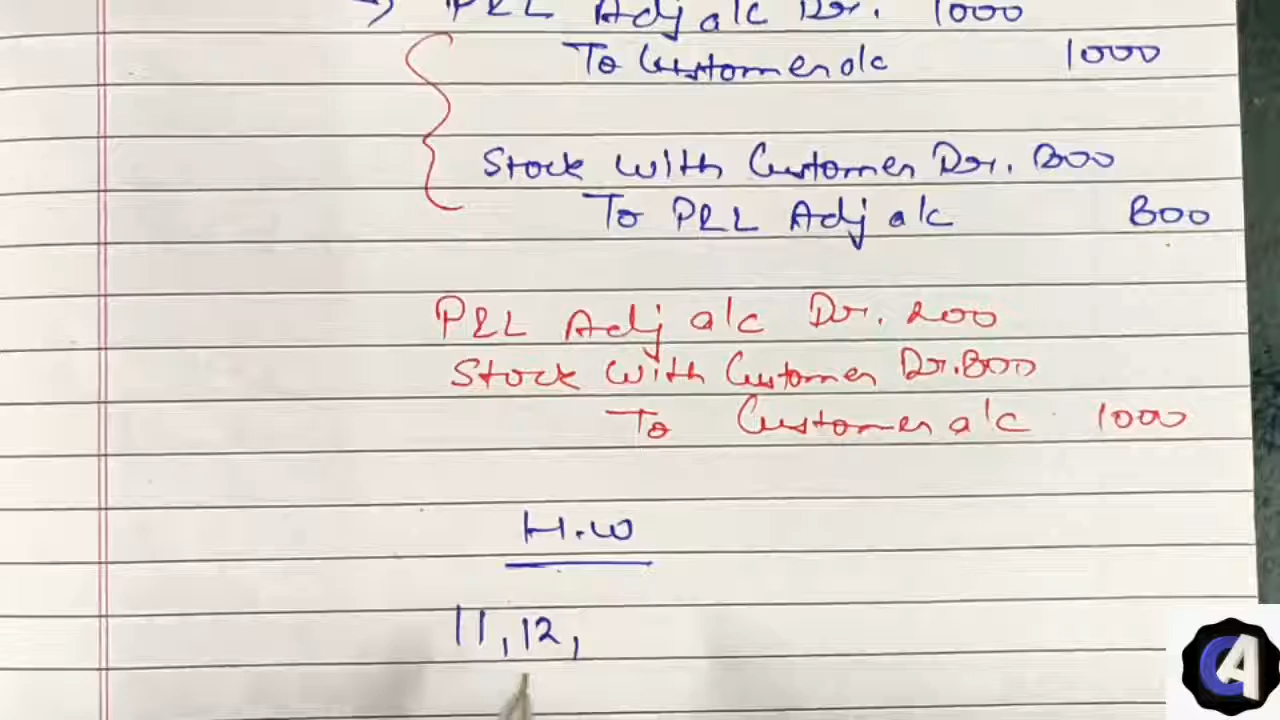 → P&L Adj a/c Dr. 1000
To Customer a/c 1000
Stock with Customer Dr. 800
To P&L Adj a/c 800
P&L Adj a/c Dr. 200
Stock with Customer Dr. 800
To Customer a/c 1000
H.W
11, 12,
CA